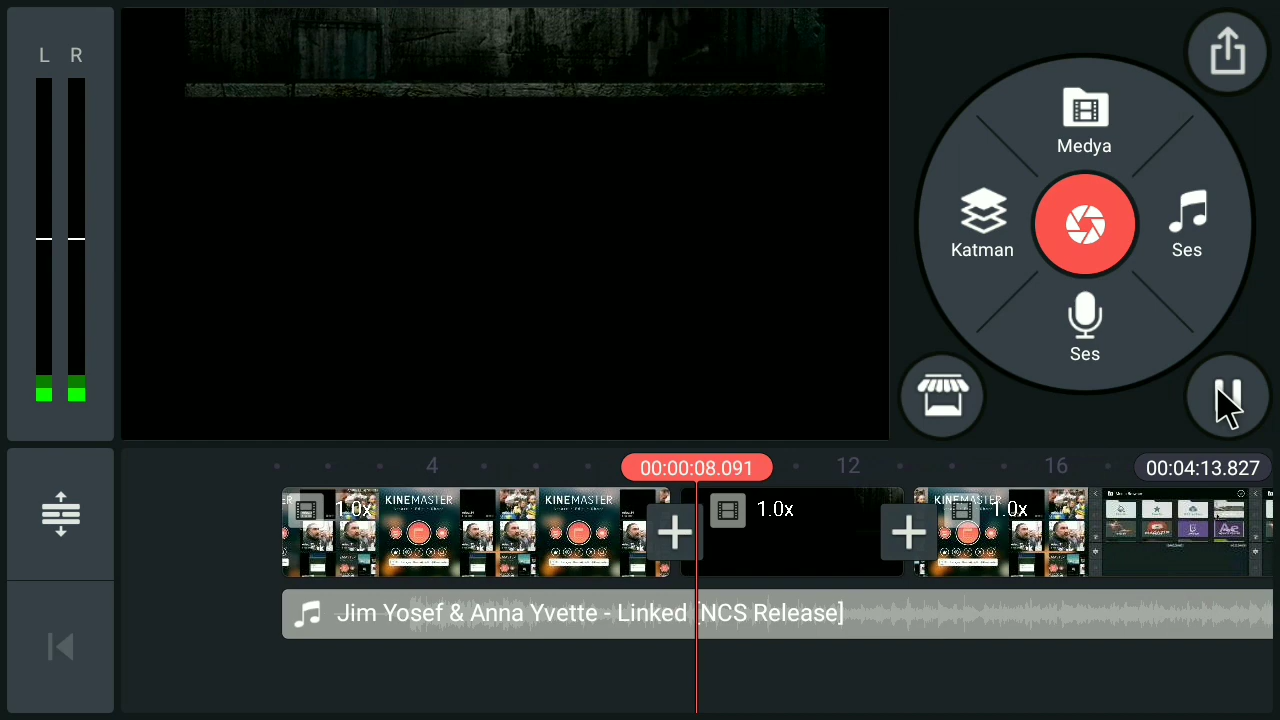 L R
Medya
Katman
Ses
Ses
4
00:00:08.091
12
16
00:04:13.827
1.0x
KINEMASTER
KINEMASTER
1.0x
KINEMASTER
1.0x
Ae
Jim Yosef & Anna Yvette - Linked [NCS Release]